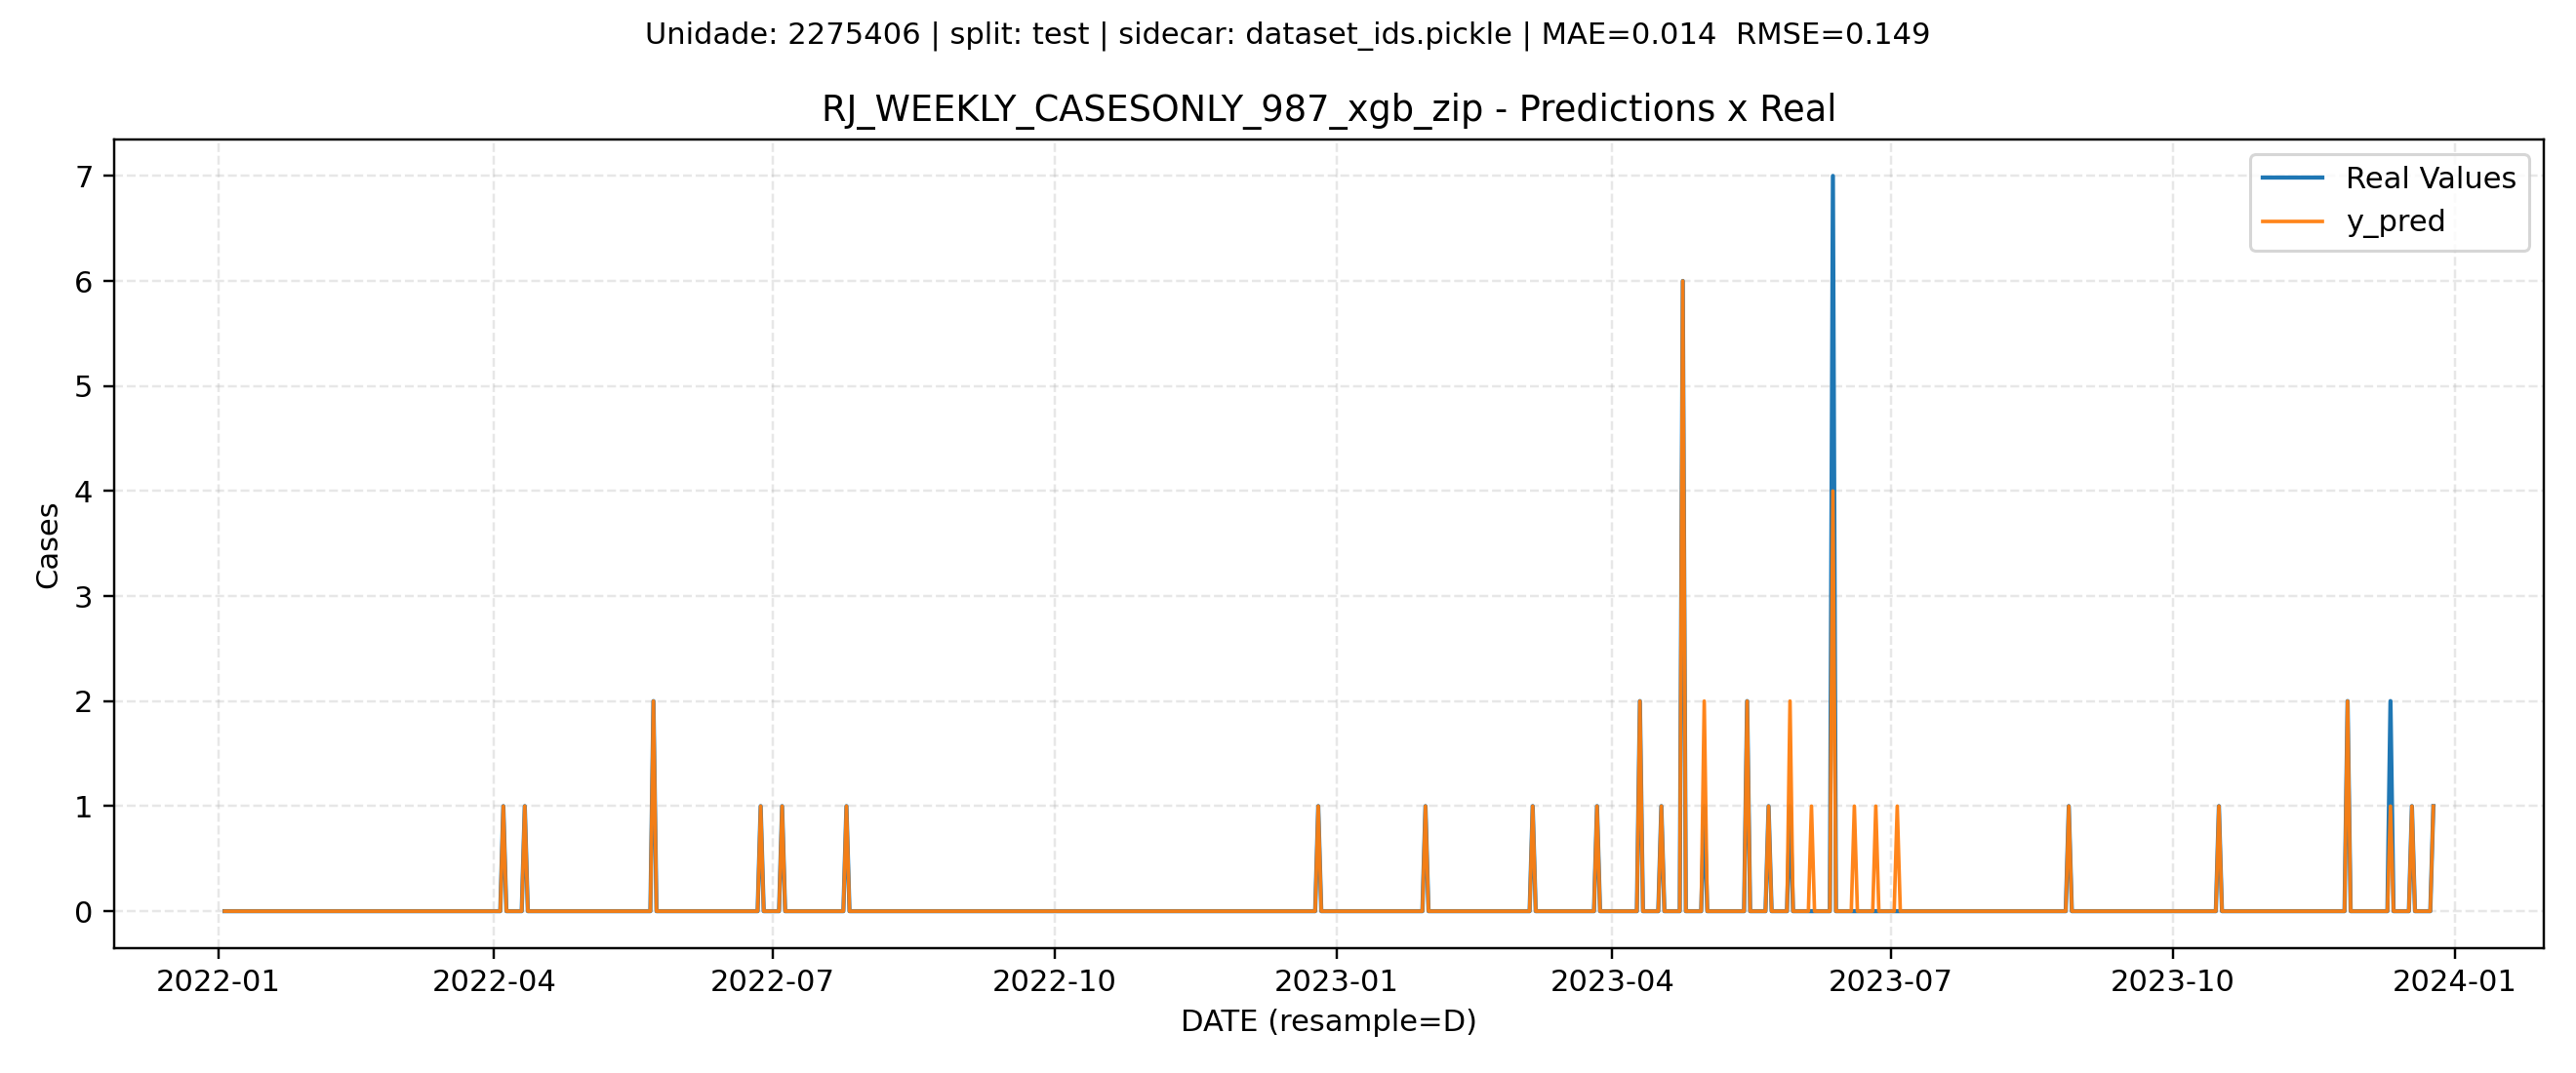 Unidade: 2275406 | split: test | sidecar: dataset_ids.pickle | MAE=0.014  RMSE=0.149
RJ_WEEKLY_CASESONLY_987_xgb_zip - Predictions x Real
Real Values
y_pred
7
6
5
4
3
2
1
0
Cases
2022-01
2022-04
2022-07
2022-10
2023-01
2023-04
2023-07
2023-10
2024-01
DATE (resample=D)